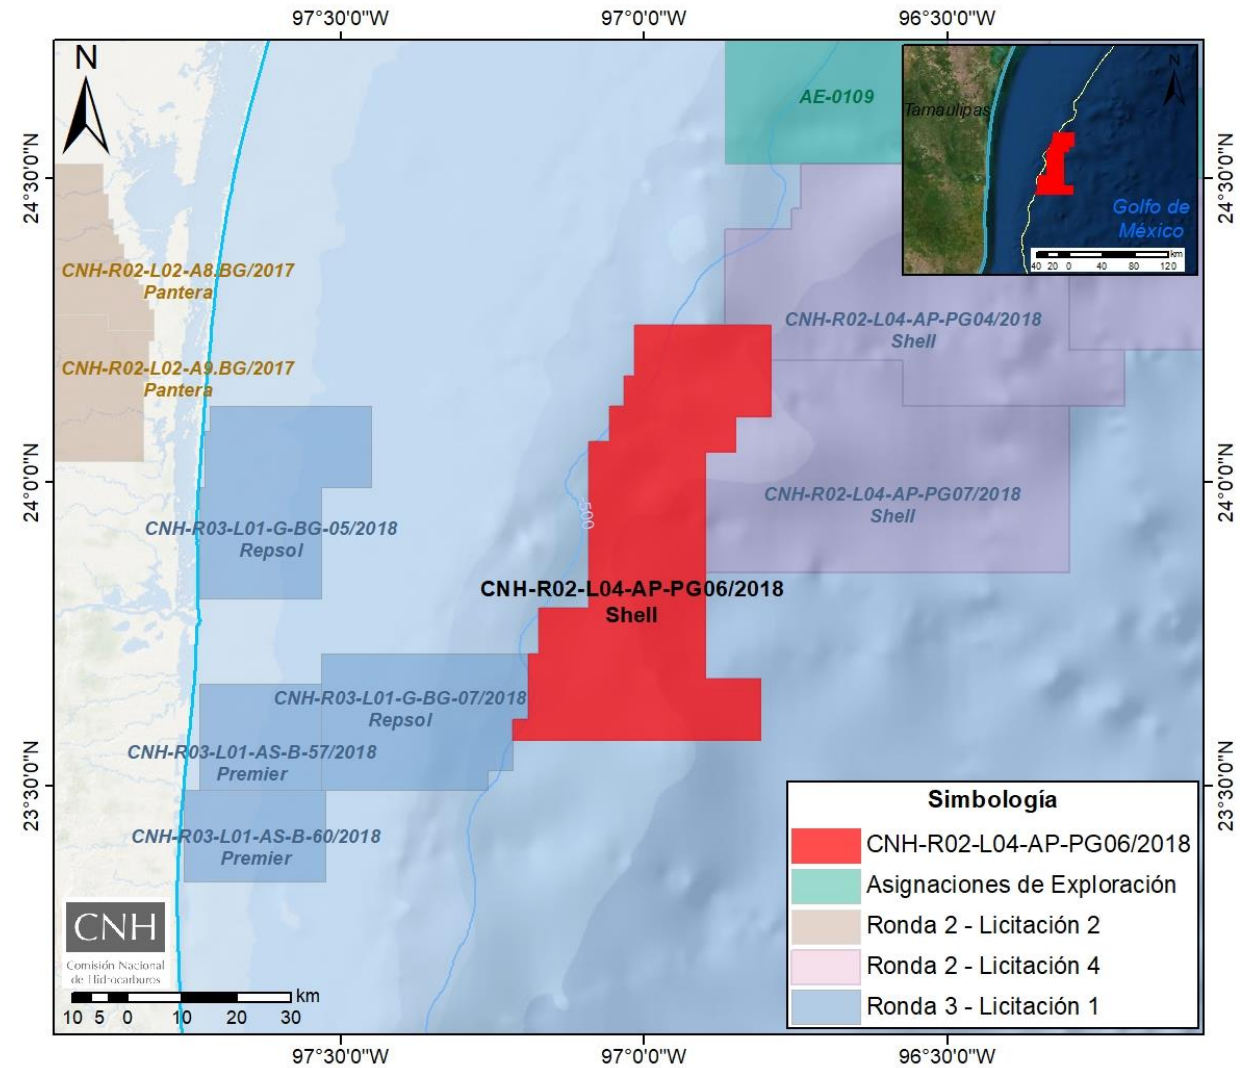 97°30'0"W
97°0'0"W
96°30'0"W
N
AE-0109
Tamaulipas
N
Golfo de
México
km
40 20 0 40 80 120
24°30'0"N
24°30'0"N
CNH-R02-L02-A8.BG/2017
Pantera
CNH-R02-L04-AP-PG04/2018
Shell
CNH-R02-L02-A9.BG/2017
Pantera
24°0'0"N
24°0'0"N
CNH-R02-L04-AP-PG07/2018
Shell
-500
CNH-R03-L01-G-BG-05/2018
Repsol
CNH-R02-L04-AP-PG06/2018
Shell
CNH-R03-L01-G-BG-07/2018
Repsol
CNH-R03-L01-AS-B-57/2018
Premier
23°30'0"N
23°30'0"N
CNH-R03-L01-AS-B-60/2018
Premier
Simbología
CNH-R02-L04-AP-PG06/2018
Asignaciones de Exploración
Ronda 2 - Licitación 2
Ronda 2 - Licitación 4
Ronda 3 - Licitación 1
CNH
Comisión Nacional
de Hidrocarburos
km
10 5 0 10 20 30
97°30'0"W
97°0'0"W
96°30'0"W